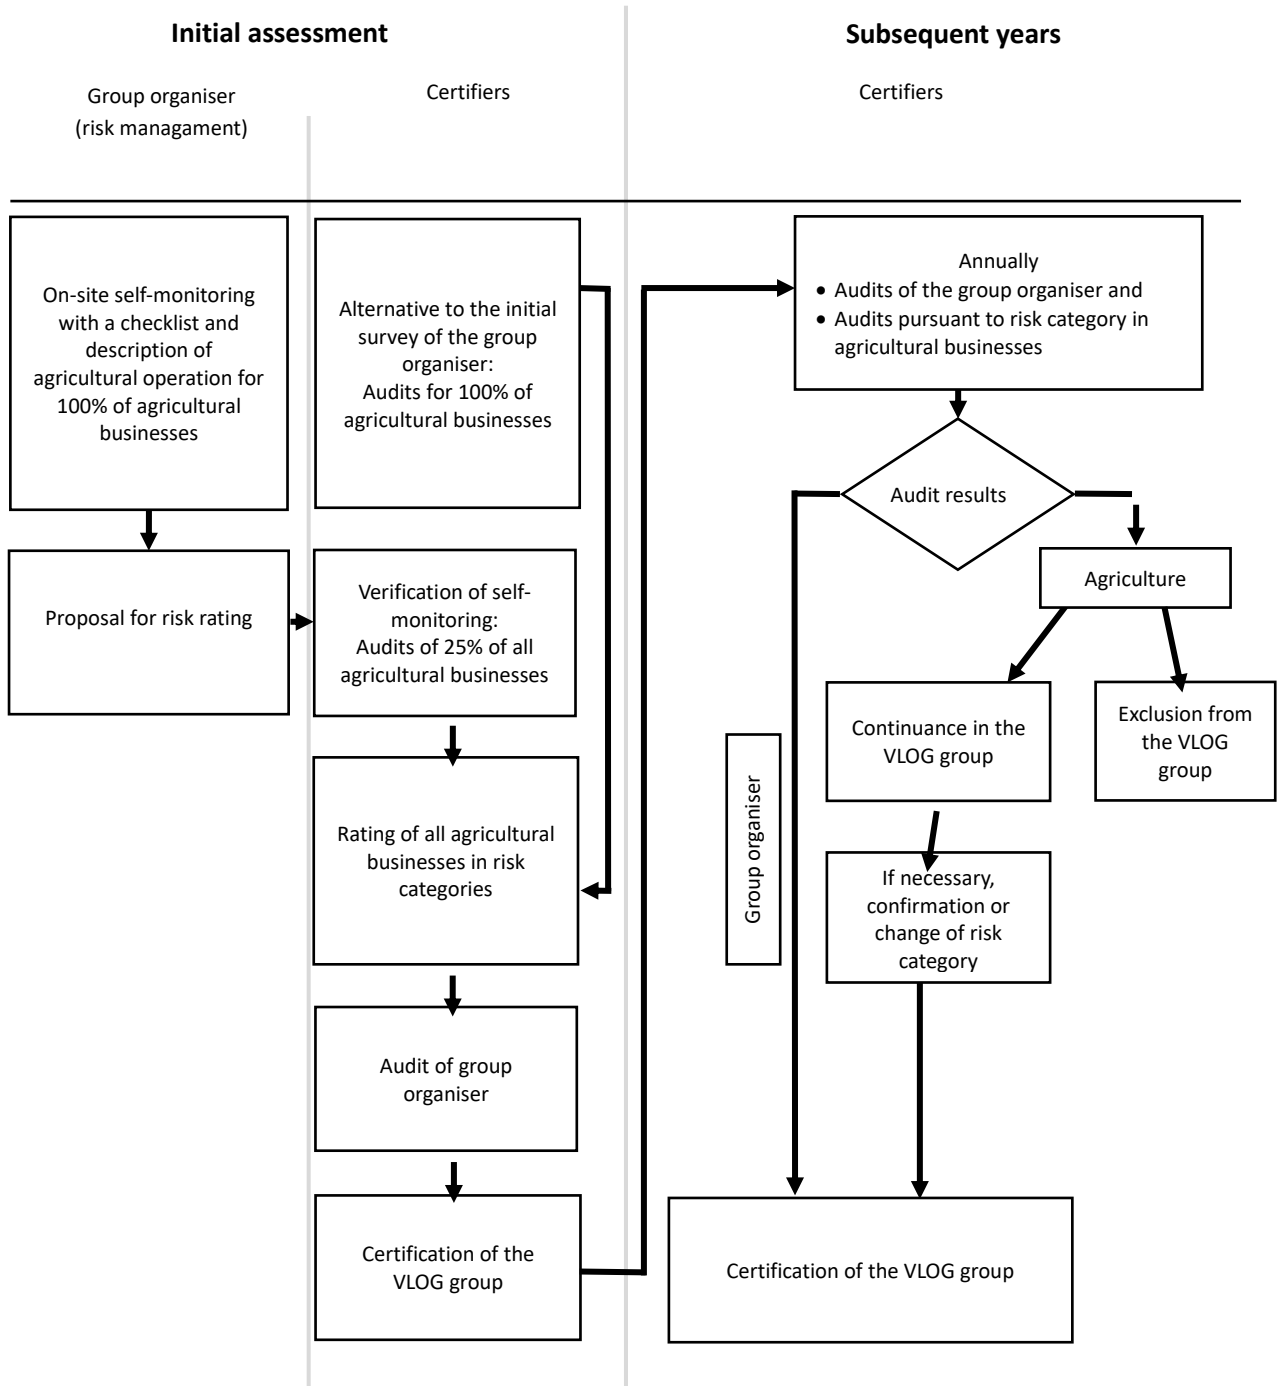 Initial assessment
Subsequent years
Group organiser
(risk managament)
Certifiers
Certifiers
On-site self-monitoring
with a checklist and
description of
agricultural operation for
100% of agricultural
businesses
Alternative to the initial
survey of the group
organiser:
Audits for 100% of
agricultural businesses
Proposal for risk rating
Verification of self-
monitoring:
Audits of 25% of all
agricultural businesses
Rating of all agricultural
businesses in risk
categories
Audit of group
organiser
Certification of the
VLOG group
Annually
• Audits of the group organiser and
• Audits pursuant to risk category in
agricultural businesses
Audit results
Agriculture
Continuance in the
VLOG group
Exclusion from
the VLOG
group
Group organiser
If necessary,
confirmation or
change of risk
category
Certification of the VLOG group